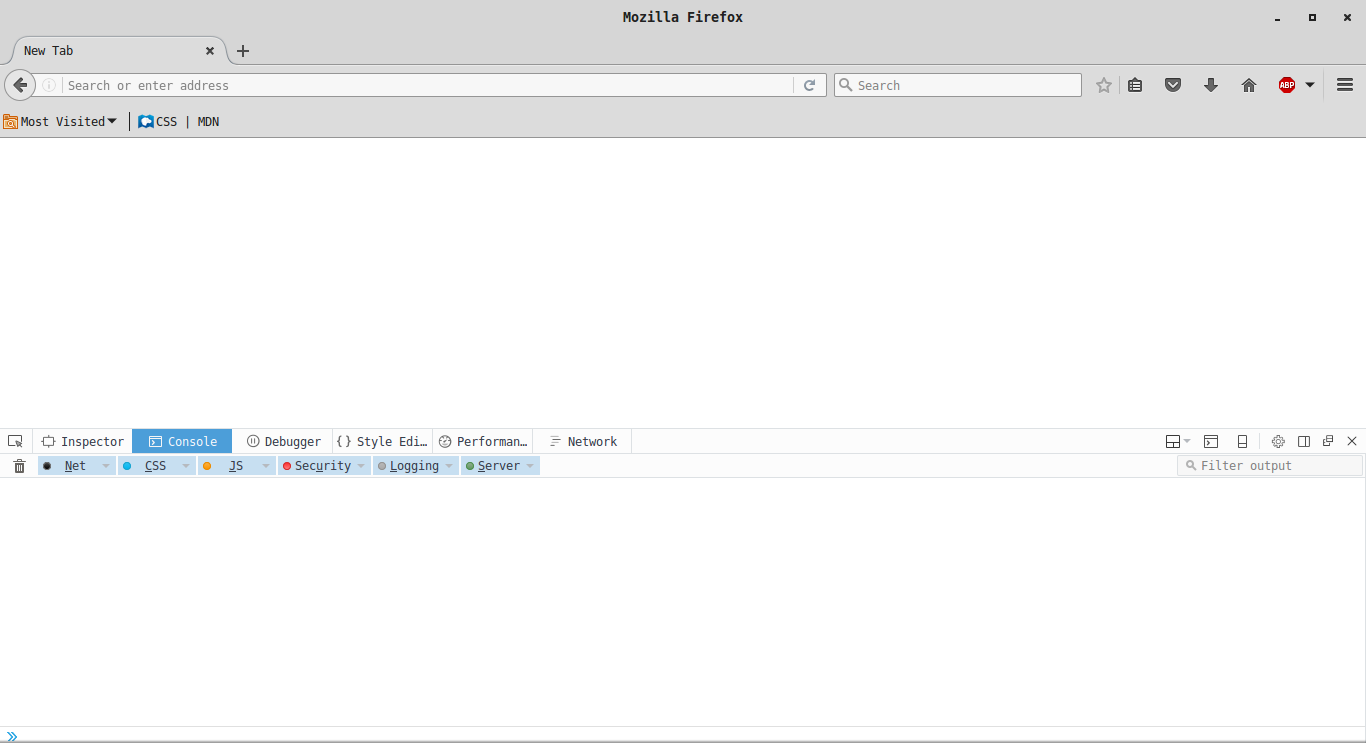 Mozilla Firefox
New Tab
Search or enter address
Search
ABP
Most Visited
CSS | MDN
Inspector
Console
Debugger
{ } Style Edi…
Performan…
Network
Net
CSS
JS
Security
Logging
Server
Filter output